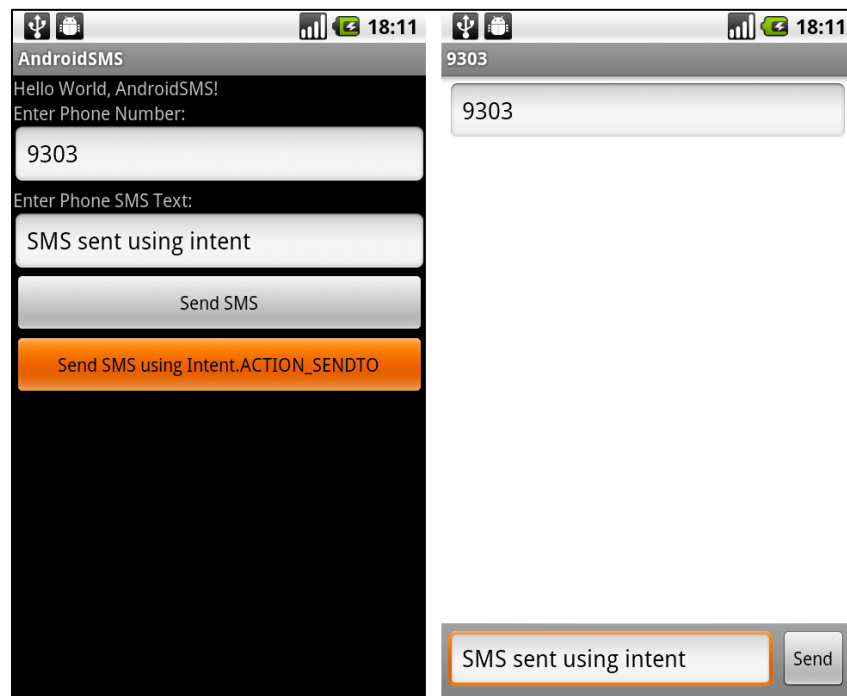 18:11
AndroidSMS
Hello World, AndroidSMS!
Enter Phone Number:
9303
Enter Phone SMS Text:
SMS sent using intent
Send SMS
Send SMS using Intent.ACTION_SENDTO
18:11
9303
9303
SMS sent using intent
Send